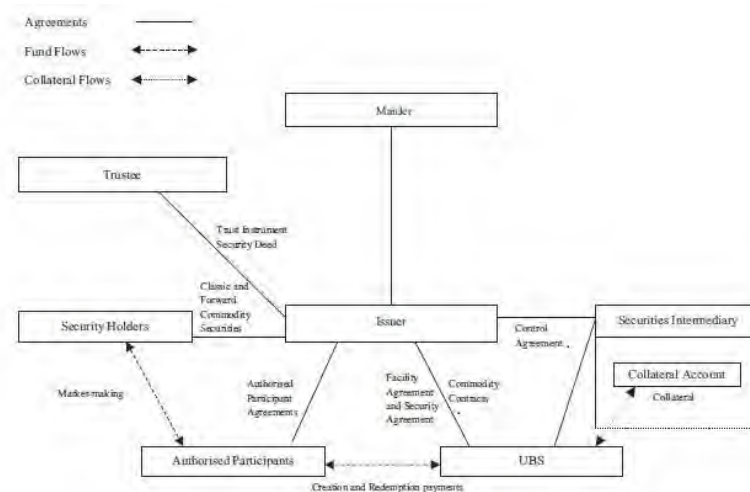 Agreements
Fund Flows
Collateral Flows
Manler
Trustee
Trust Instrument
Security Deed
Classic and
Forward
Commodity
Securities
Security Holders
Issuer
Securities Intermediary
Control
Agreement
Collateral Account
Collateral
Market-making
Authorised
Participant
Agreements
Facility
Agreement
and Security
Agreement
Commodity
Contracts
Authorised Participants
UBS
Creation and Redemption payments